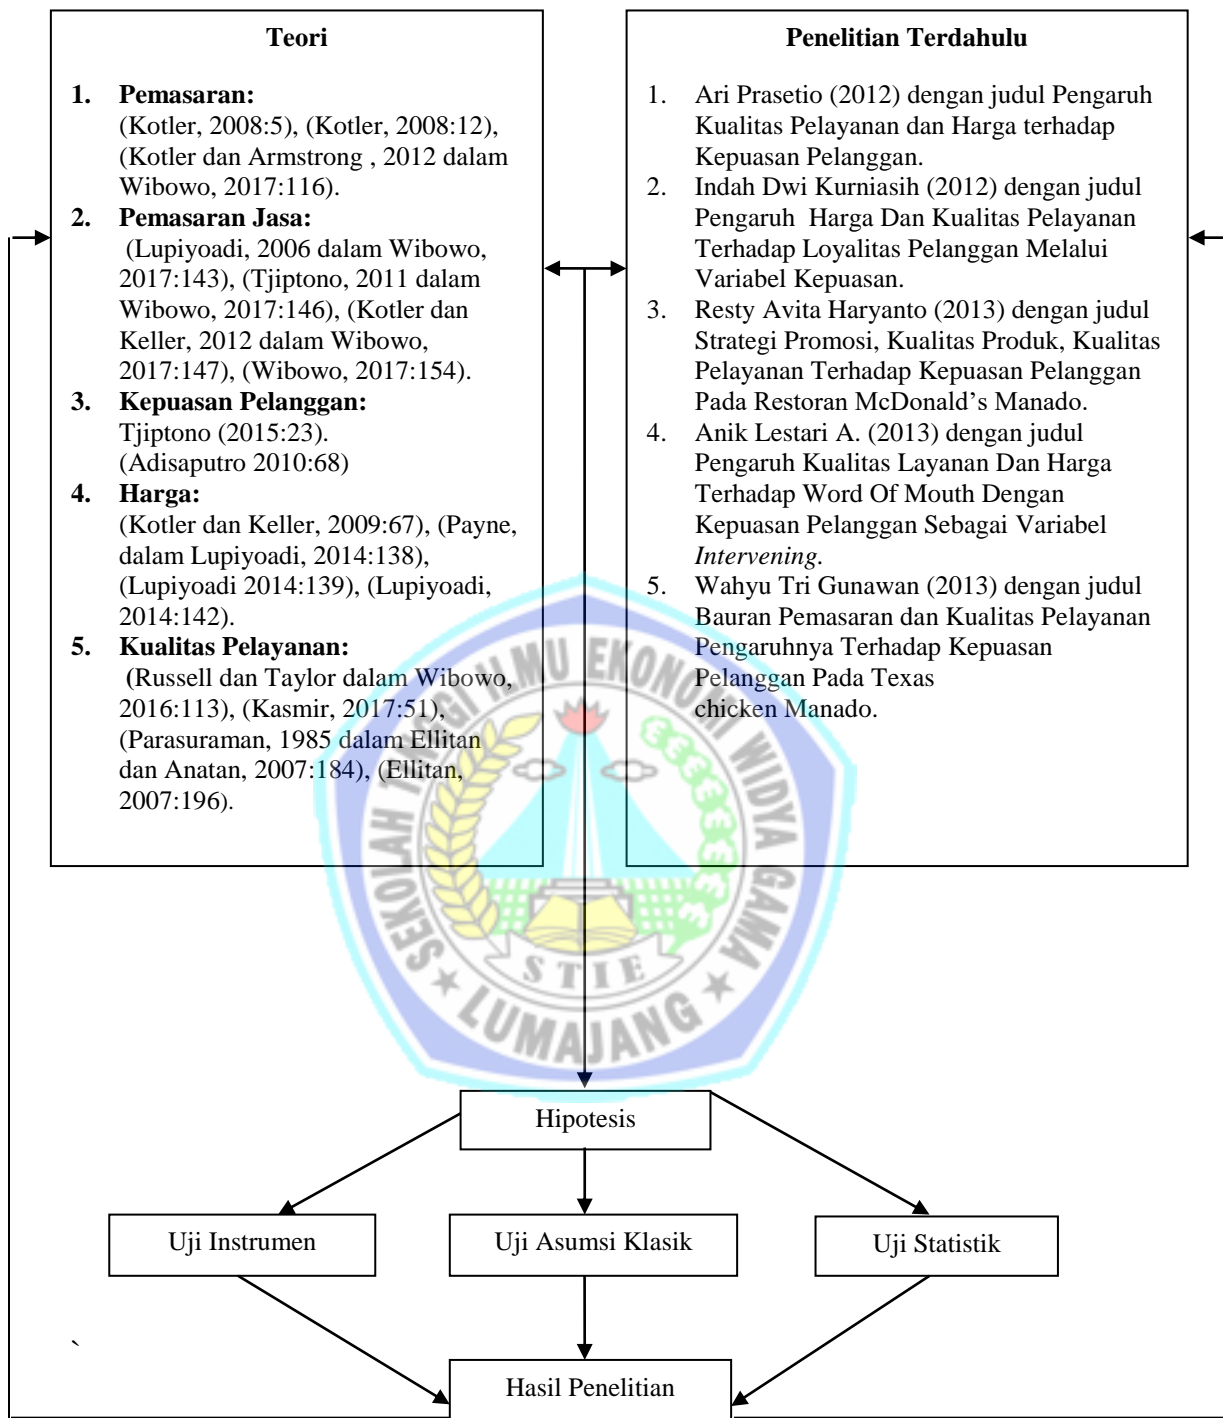 Teori
1. Pemasaran:
(Kotler, 2008:5), (Kotler, 2008:12),
(Kotler dan Armstrong , 2012 dalam
Wibowo, 2017:116).
2. Pemasaran Jasa:
(Lupiyoadi, 2006 dalam Wibowo,
2017:143), (Tjiptono, 2011 dalam
Wibowo, 2017:146), (Kotler dan
Keller, 2012 dalam Wibowo,
2017:147), (Wibowo, 2017:154).
3. Kepuasan Pelanggan:
Tjiptono (2015:23).
(Adisaputro 2010:68)
4. Harga:
(Kotler dan Keller, 2009:67), (Payne,
dalam Lupiyoadi, 2014:138),
(Lupiyoadi 2014:139), (Lupiyoadi,
2014:142).
5. Kualitas Pelayanan:
(Russell dan Taylor dalam Wibowo,
2016:113), (Kasmir, 2017:51),
(Parasuraman, 1985 dalam Ellitan
dan Anatan, 2007:184), (Ellitan,
2007:196).
Penelitian Terdahulu
1. Ari Prasetio (2012) dengan judul Pengaruh
Kualitas Pelayanan dan Harga terhadap
Kepuasan Pelanggan.
2. Indah Dwi Kurniasih (2012) dengan judul
Pengaruh Harga Dan Kualitas Pelayanan
Terhadap Loyalitas Pelanggan Melalui
Variabel Kepuasan.
3. Resty Avita Haryanto (2013) dengan judul
Strategi Promosi, Kualitas Produk, Kualitas
Pelayanan Terhadap Kepuasan Pelanggan
Pada Restoran McDonald’s Manado.
4. Anik Lestari A. (2013) dengan judul
Pengaruh Kualitas Layanan Dan Harga
Terhadap Word Of Mouth Dengan
Kepuasan Pelanggan Sebagai Variabel
Intervening.
5. Wahyu Tri Gunawan (2013) dengan judul
Bauran Pemasaran dan Kualitas Pelayanan
Pengaruhnya Terhadap Kepuasan
Pelanggan Pada Texas
chicken Manado.
SEKOLAH TINGGI ILMU EKONOMI WIDYA GAMA
STIE
LUMAJANG
Hipotesis
Uji Instrumen
Uji Asumsi Klasik
Uji Statistik
`
Hasil Penelitian